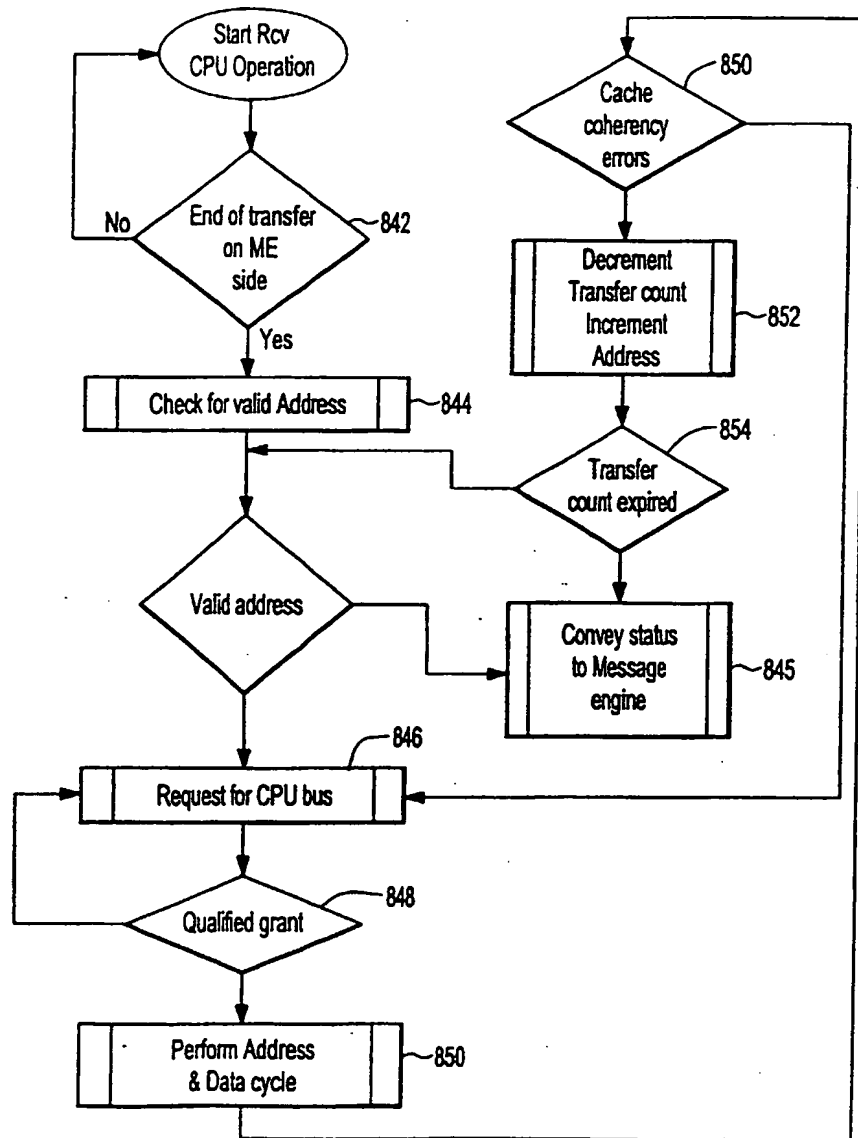 Start Rcv
CPU Operation
No
End of transfer
on ME
side
842
Yes
Check for valid Address
844
Valid address
846
Request for CPU bus
Qualified grant
848
Perform Address
& Data cycle
850
850
Cache
coherency
errors
Decrement
Transfer count
Increment
Address
852
854
Transfer
count expired
Convey status
to Message
engine
845